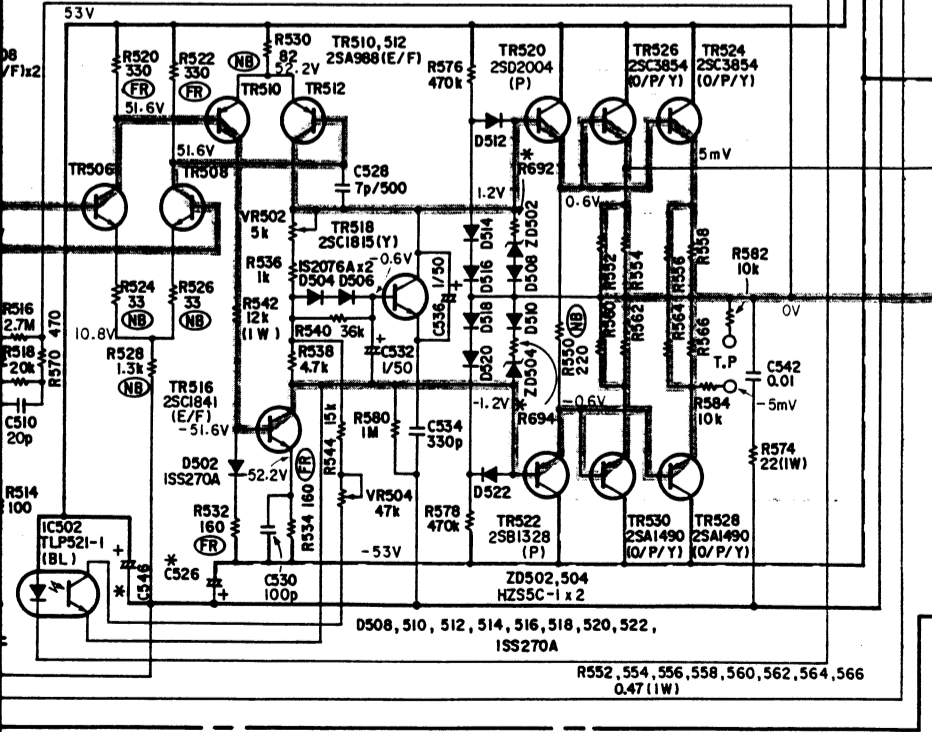 53V
R520
330
FR
R522
330
FR
NB
R530
82
52.2V
TR510, 512
2SA988(E/F)
TR510
TR512
R576
470k
TR520
2SD2004
(P)
TR526
2SC3854
(O/P/Y)
TR524
2SC3854
(O/P/Y)
/F)x2
51.6V
51.6V
D512
5mV
TR506
TR508
C528
7p/500
*
R692
1.2V
0.6V
VR502
5k
TR518
2SC1815(Y)
D514
ZD502
R536
1k
IS2076Ax2
D504
D506
-0.6V
1/50
C536
D516
D508
R552
R554
R556
R558
R582
10k
R524
33
NB
R526
33
NB
R542
12k
(1W)
R540
36k
D518
D510
NB
R550
220
R560
R562
R564
R566
0V
R516
2.7M
470
R570
10.8V
R518
20k
R528
1.3k
NB
R538
4.7k
C532
1/50
D520
ZD504
T.P
C542
0.01
C510
20p
TR516
2SC1841
(E/F)
-51.6V
15k
R544
R580
1M
C534
330p
-1.2V
*
R694
-0.6V
R584
10k
-5mV
D502
ISS270A
-52.2V
FR
VR504
47k
D522
R574
22(1W)
R514
100
R532
160
FR
R534 160
R578
470k
TR522
2SB1328
(P)
TR530
2SA1490
(O/P/Y)
TR528
2SA1490
(O/P/Y)
IC502
TLP521-1
(BL)
+
*
C546
*
C526
+
C530
100p
-53V
ZD502,504
HZS5C-1x2
D508,510, 512, 514, 516, 518, 520, 522,
ISS270A
R552, 554, 556, 558, 560, 562, 564, 566
0.47(1W)